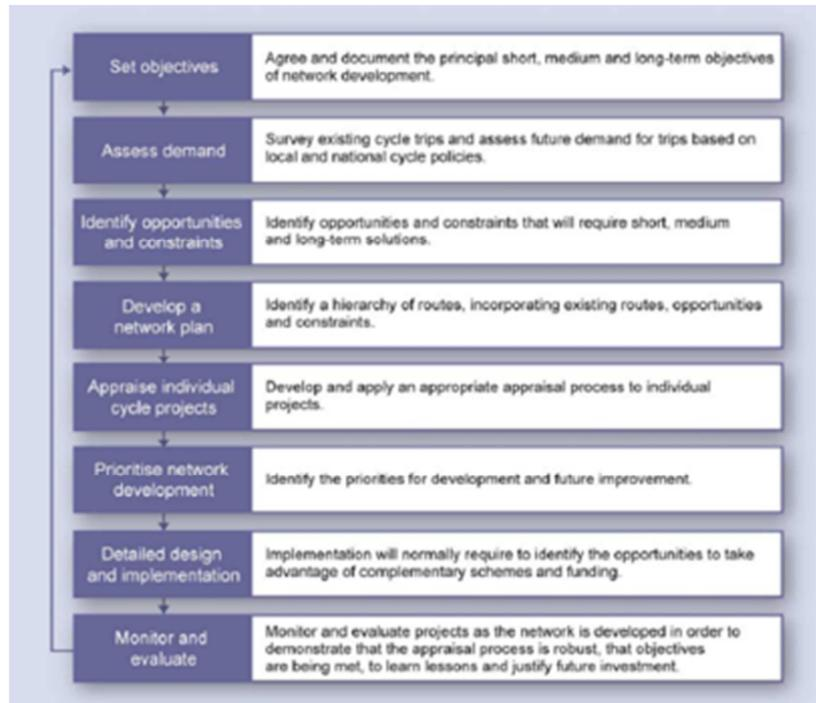 Set objectives
Agree and document the principal short, medium and long-term objectives
of network development.
Assess demand
Survey existing cycle trips and assess future demand for trips based on
local and national cycle policies.
Identify opportunities
and constraints
Identify opportunities and constraints that will require short, medium
and long-term solutions.
Develop a
network plan
Identify a hierarchy of routes, incorporating existing routes, opportunities
and constraints.
Appraise individual
cycle projects
Develop and apply an appropriate appraisal process to individual
projects.
Prioritise network
development
Identify the priorities for development and future improvement.
Detailed design
and implementation
Implementation will normally require to identify the opportunities to take
advantage of complementary schemes and funding.
Monitor and
evaluate
Monitor and evaluate projects as the network is developed in order to
demonstrate that the appraisal process is robust, that objectives
are being met, to learn lessons and justify future investment.